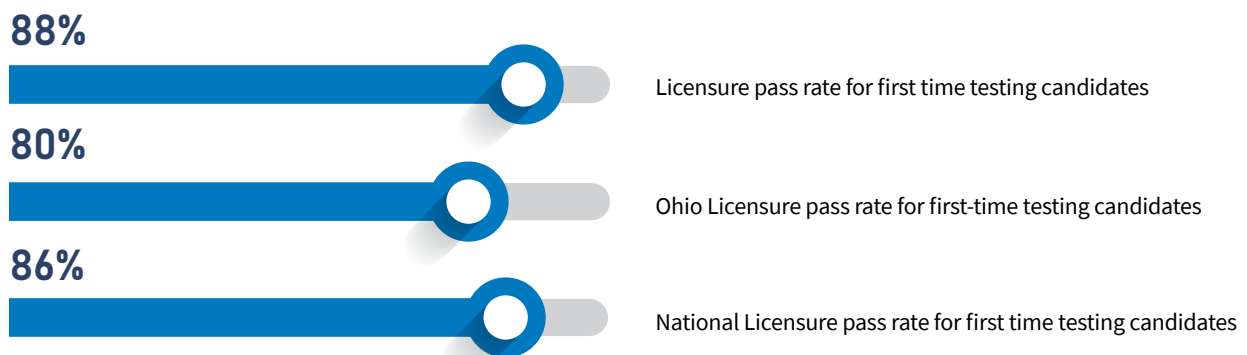 88%
Licensure pass rate for first time testing candidates
80%
Ohio Licensure pass rate for first-time testing candidates
86%
National Licensure pass rate for first time testing candidates